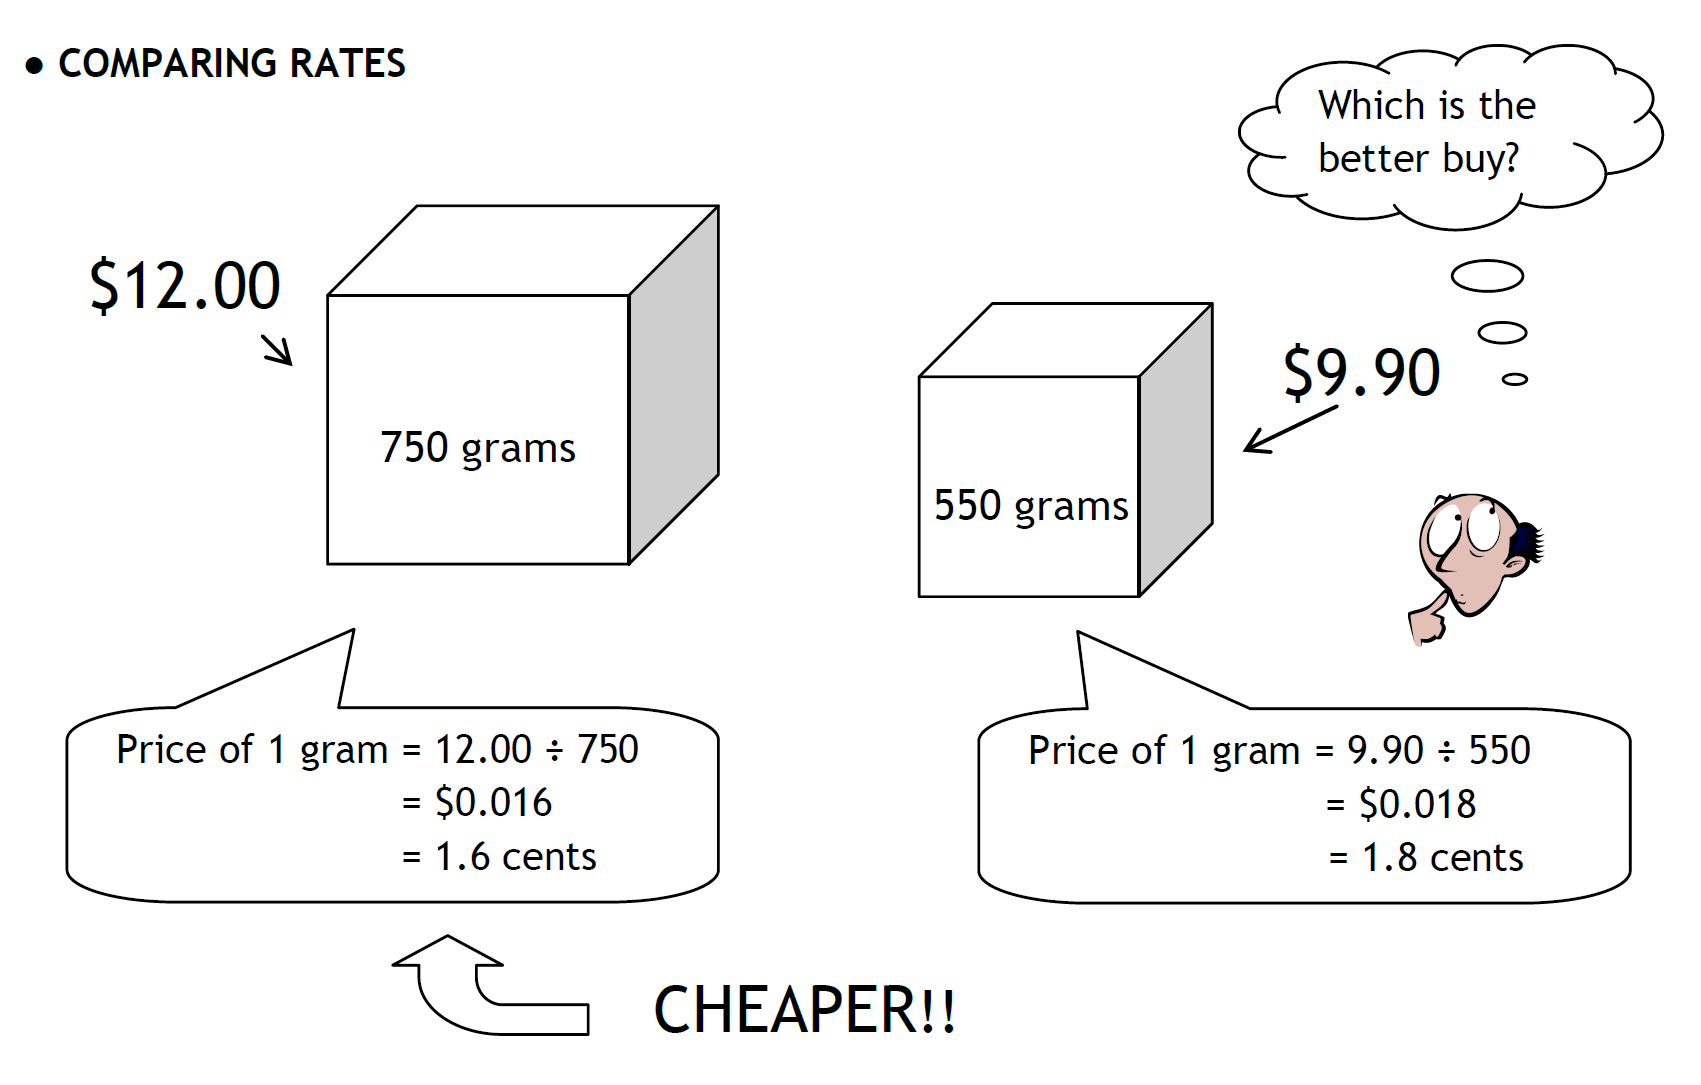 ● COMPARING RATES
Which is the
better buy?
$12.00
$9.90
750 grams
550 grams
Price of 1 gram = 12.00 ÷ 750
= $0.016
= 1.6 cents
Price of 1 gram = 9.90 ÷ 550
= $0.018
= 1.8 cents
CHEAPER!!